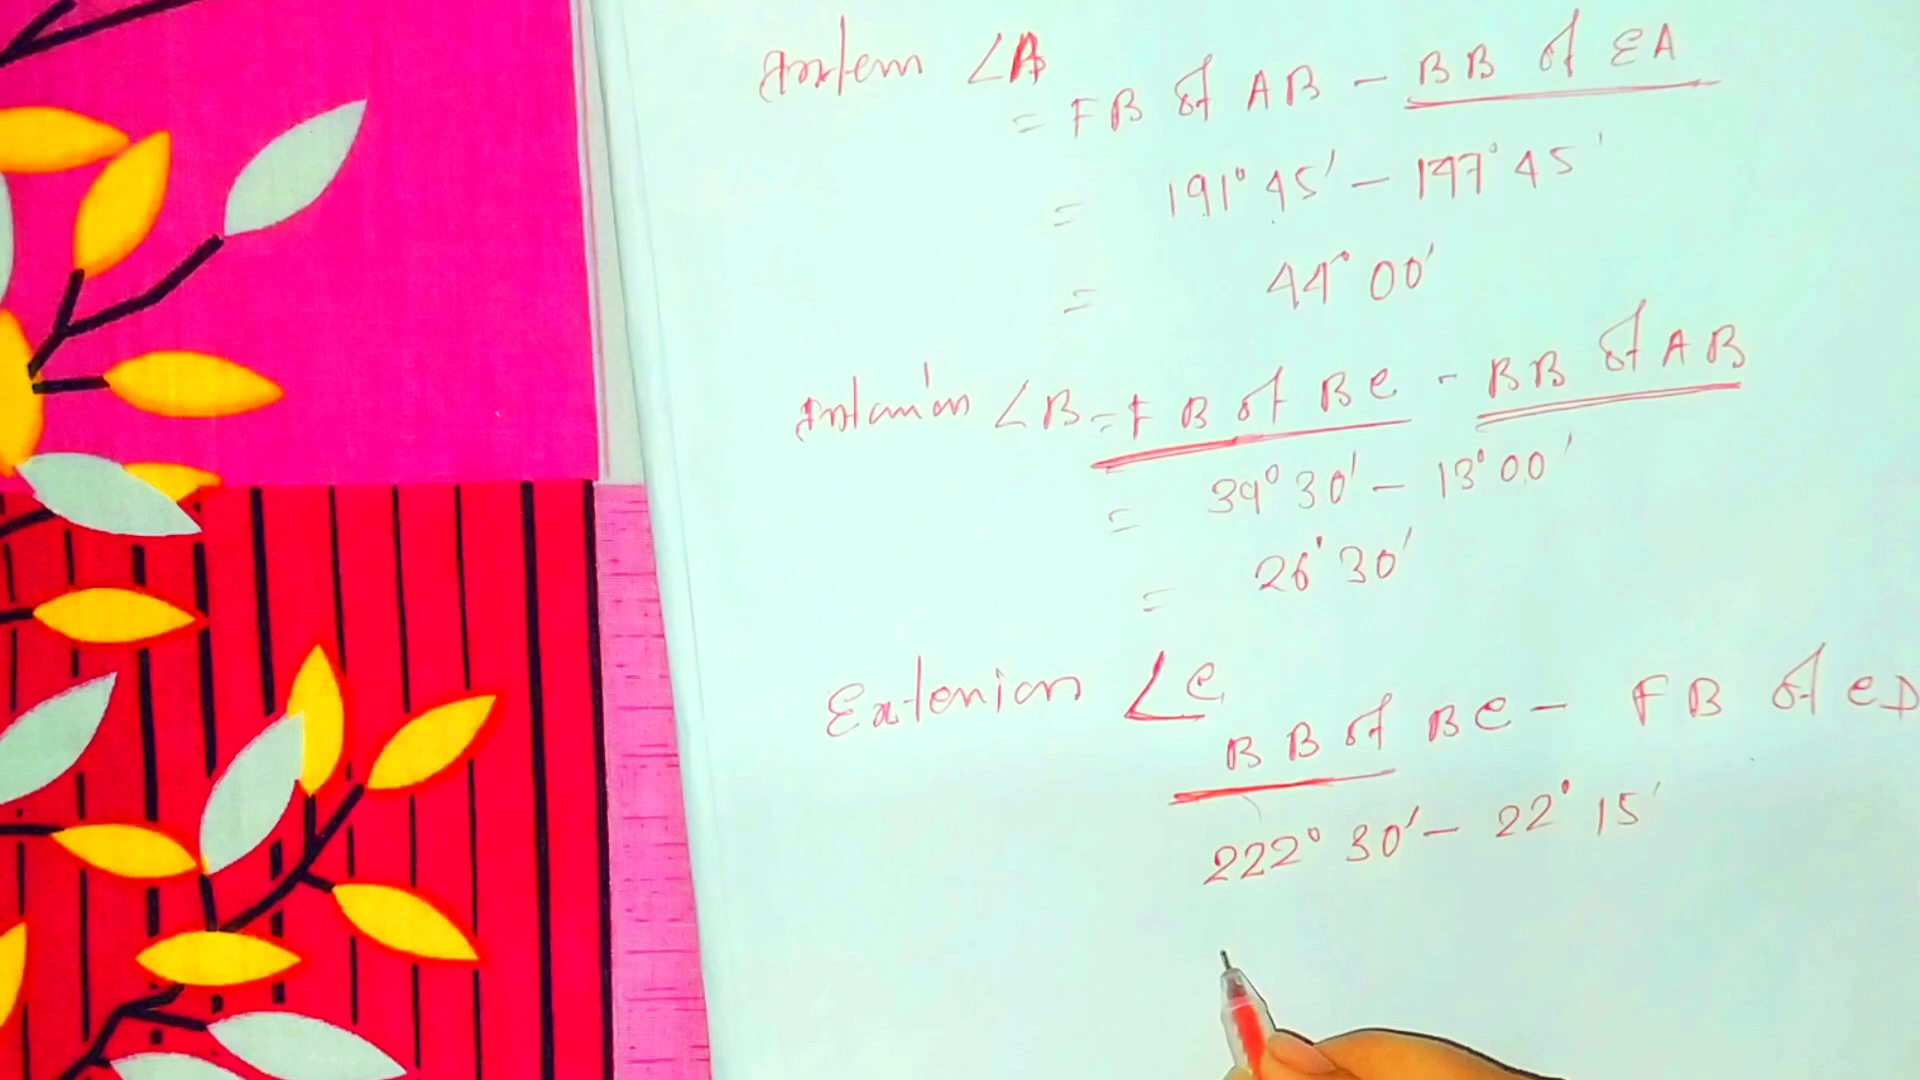 Interm ∠A
= FB of AB - BB of EA
= 191° 45' - 147° 45'
= 44° 00'
Interior ∠B = FB of BC - BB of AB
= 39° 30' - 13° 00'
= 26° 30'
Exterior ∠C
BB of BC - FB of CD
222° 30' - 22° 15'